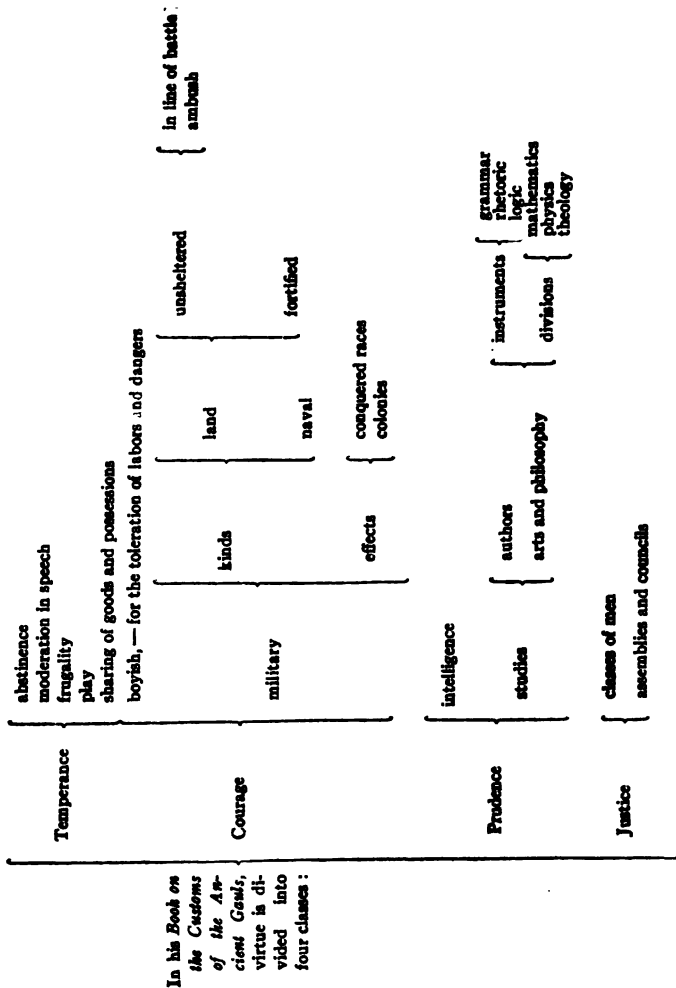 In his Book on
the Customs
of the An-
cient Gauls,
virtue is di-
vided into
four classes :
Temperance
abstinence
moderation in speech
frugality
play
sharing of goods and possessions
Courage
boyish, — for the toleration of labors and dangers
military
kinds
land
unsheltered
in line of battle
ambush
fortified
naval
effects
conquered races
colonies
Prudence
intelligence
studies
authors
arts and philosophy
instruments
grammar
rhetoric
logic
divisions
mathematics
physics
theology
Justice
classes of men
assemblies and councils